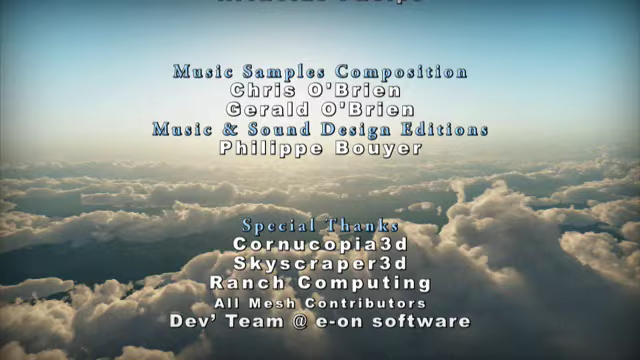 Music Samples Composition
Chris O'Brien
Gerald O'Brien
Music & Sound Design Editions
Philippe Bouyer
Special Thanks
Cornucopia3d
Skyscraper3d
Ranch Computing
All Mesh Contributors
Dev' Team @ e-on software